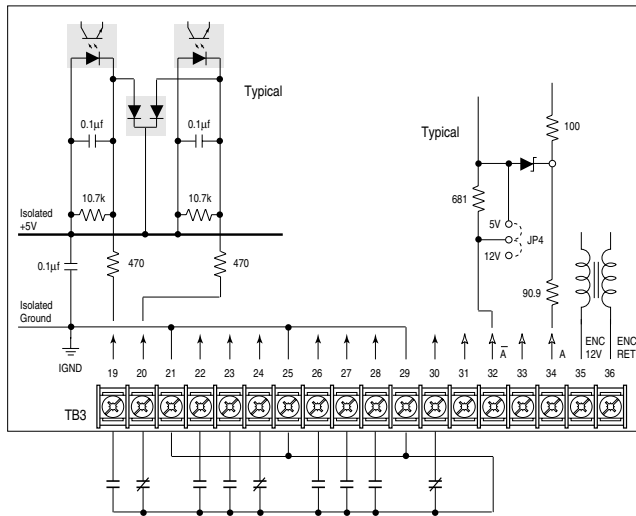 Typical
0.1µf
0.1µf
10.7k
10.7k
Isolated
+5V
470
470
0.1µf
Isolated
Ground
IGND
Typical
100
681
5V
JP4
12V
90.9
A
A
ENC
12V
ENC
RET
19 20 21 22 23 24 25 26 27 28 29 30 31 32 33 34 35 36
TB3